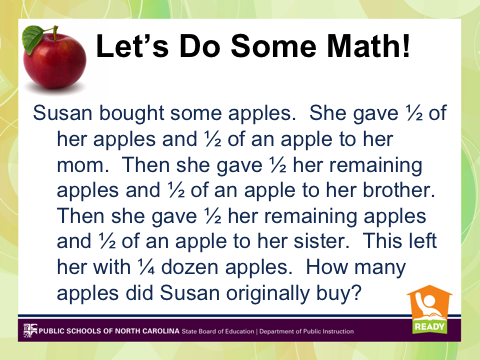 Let's Do Some Math!
Susan bought some apples.  She gave ½ of
her apples and ½ of an apple to her
mom.  Then she gave ½ her remaining
apples and ½ of an apple to her brother.
Then she gave ½ her remaining apples
and ½ of an apple to her sister.  This left
her with ¼ dozen apples.  How many
apples did Susan originally buy?
READY
PUBLIC SCHOOLS OF NORTH CAROLINA State Board of Education | Department of Public Instruction